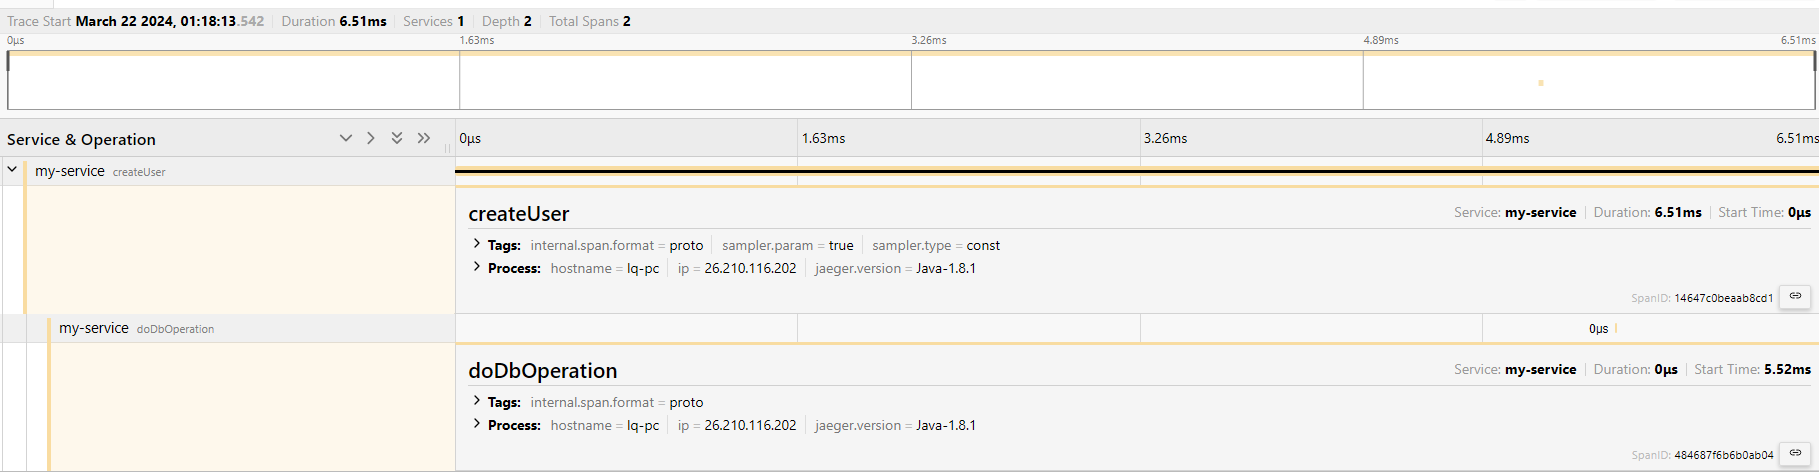 Trace Start March 22 2024, 01:18:13.542 Duration 6.51ms Services 1 Depth 2 Total Spans 2
0μs 1.63ms 3.26ms 4.89ms 6.51ms
Service & Operation 0μs 1.63ms 3.26ms 4.89ms 6.51ms
my-service createUser
createUser Service: my-service Duration: 6.51ms Start Time: 0μs
Tags: internal.span.format = proto sampler.param = true sampler.type = const
Process: hostname = lq-pc ip = 26.210.116.202 jaeger.version = Java-1.8.1
SpanID: 14647c0beaab8cd1
my-service doDbOperation 0μs
doDbOperation Service: my-service Duration: 0μs Start Time: 5.52ms
Tags: internal.span.format = proto
Process: hostname = lq-pc ip = 26.210.116.202 jaeger.version = Java-1.8.1
SpanID: 484687f6b6b0ab04